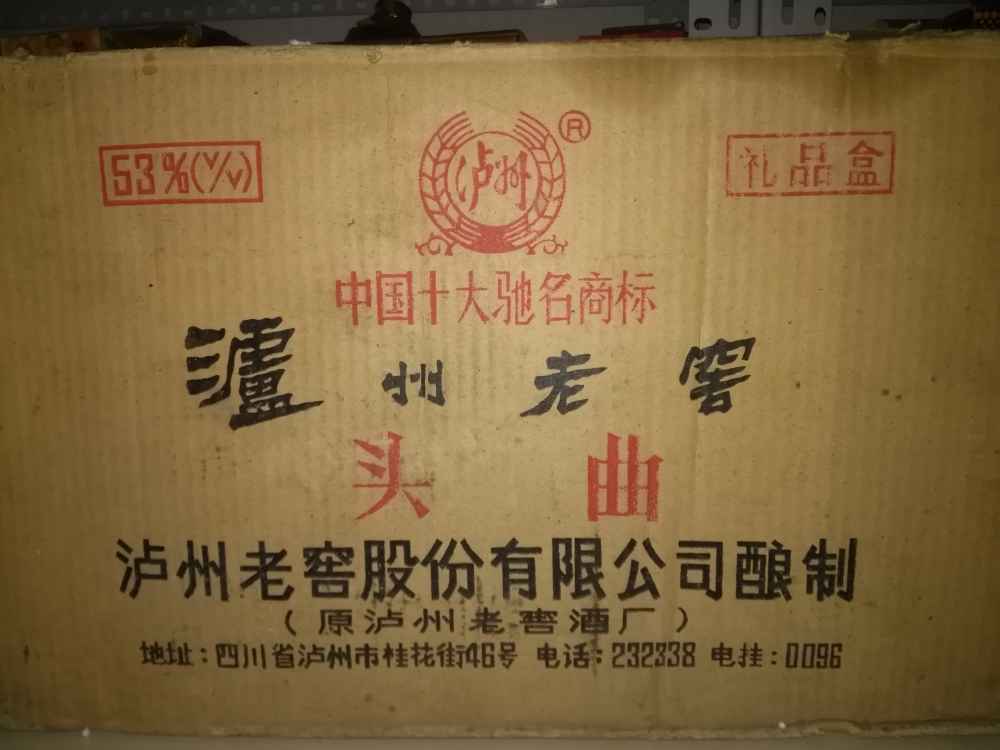 53%(V/V)
泸州
®
礼品盒
中国十大驰名商标
瀘州老窖
头曲
泸州老窖股份有限公司酿制
(原泸州老窖酒厂)
地址:四川省泸州市桂花街46号 电话:232338 电挂:0096